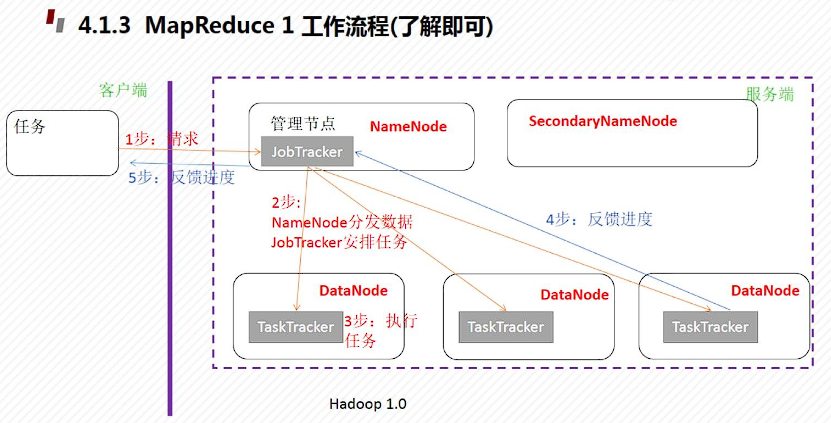 4.1.3 MapReduce 1 工作流程(了解即可)
客户端
服务端
任务
管理节点
NameNode
JobTracker
SecondaryNameNode
1步：请求
5步：反馈进度
2步:
NameNode分发数据
JobTracker安排任务
4步：反馈进度
DataNode
TaskTracker
3步：执行
任务
DataNode
TaskTracker
DataNode
TaskTracker
Hadoop 1.0